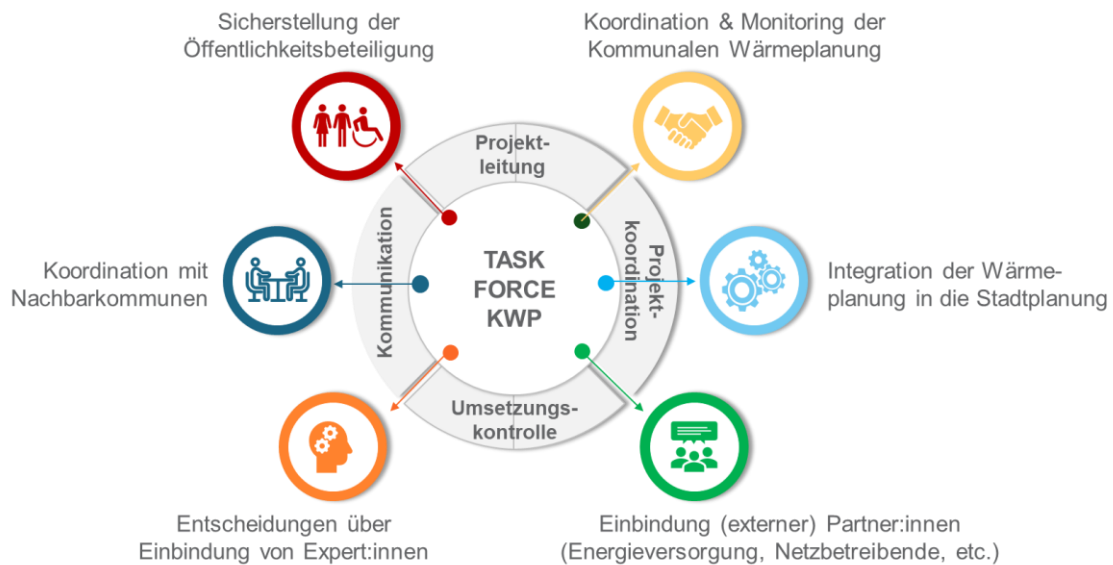 Sicherstellung der
Öffentlichkeitsbeteiligung
Koordination & Monitoring der
Kommunalen Wärmeplanung
Projekt-
leitung
Kommunikation
TASK
FORCE
KWP
Projekt-
koordination
Koordination mit
Nachbarkommunen
Integration der Wärme-
planung in die Stadtplanung
Umsetzungs-
kontrolle
Entscheidungen über
Einbindung von Expert:innen
Einbindung (externer) Partner:innen
(Energieversorgung, Netzbetreibende, etc.)